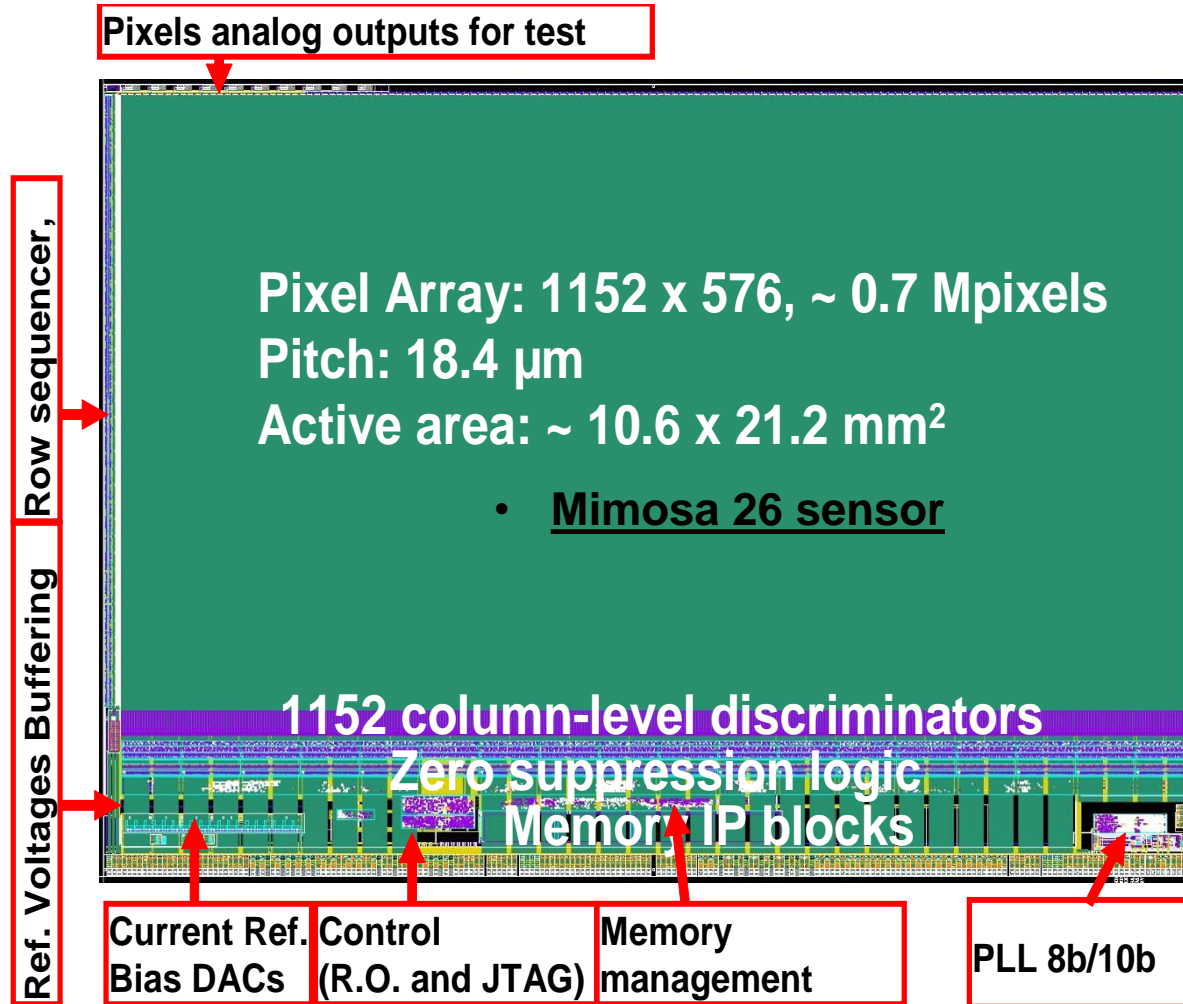 Pixels analog outputs for test
Row sequencer,
Ref. Voltages Buffering
Pixel Array: 1152 x 576, ~ 0.7 Mpixels
Pitch: 18.4 µm
Active area: ~ 10.6 x 21.2 mm²
• Mimosa 26 sensor
1152 column-level discriminators
Zero suppression logic
Memory IP blocks
Current Ref.
Bias DACs
Control
(R.O. and JTAG)
Memory
management
PLL 8b/10b